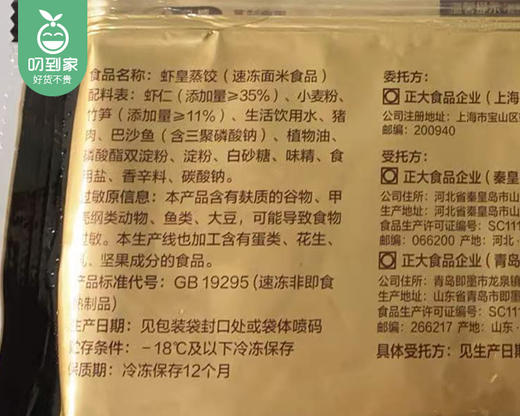 叨到家
好货不贵
食品名称：虾皇蒸饺（速冻面米食品）
配料表：虾仁（添加量≥35%）、小麦粉、
竹笋（添加量≥11%）、生活饮用水、猪
肉、巴沙鱼（含三聚磷酸钠）、植物油、
磷酸酯双淀粉、淀粉、白砂糖、味精、食
用盐、香辛料、碳酸钠。
过敏原信息：本产品含有麸质的谷物、甲
壳纲类动物、鱼类、大豆，可能导致食物
过敏。本生产线也加工含有蛋类、花生、
乳、坚果成分的食品。
产品标准代号：GB 19295（速冻非即食
熟制品）
生产日期：见包装袋封口处或袋体喷码
贮存条件：-18℃及以下冷冻保存
保质期：冷冻保存12个月
委托方：
正大食品企业（上海
公司注册地址：上海市宝山区
邮编：200940
受托方：
正大食品企业（秦皇
公司住所：河北省秦皇岛市山
生产地址：河北省秦皇岛市山
食品生产许可证编号：SC111
邮编：066200 产地：河北·
正大食品企业（青岛
公司住所：青岛即墨市龙泉镇
生产地址：山东省青岛市即墨
食品生产许可证编号：SC111
邮编：266217 产地：山东·
具体受托方：见生产日期